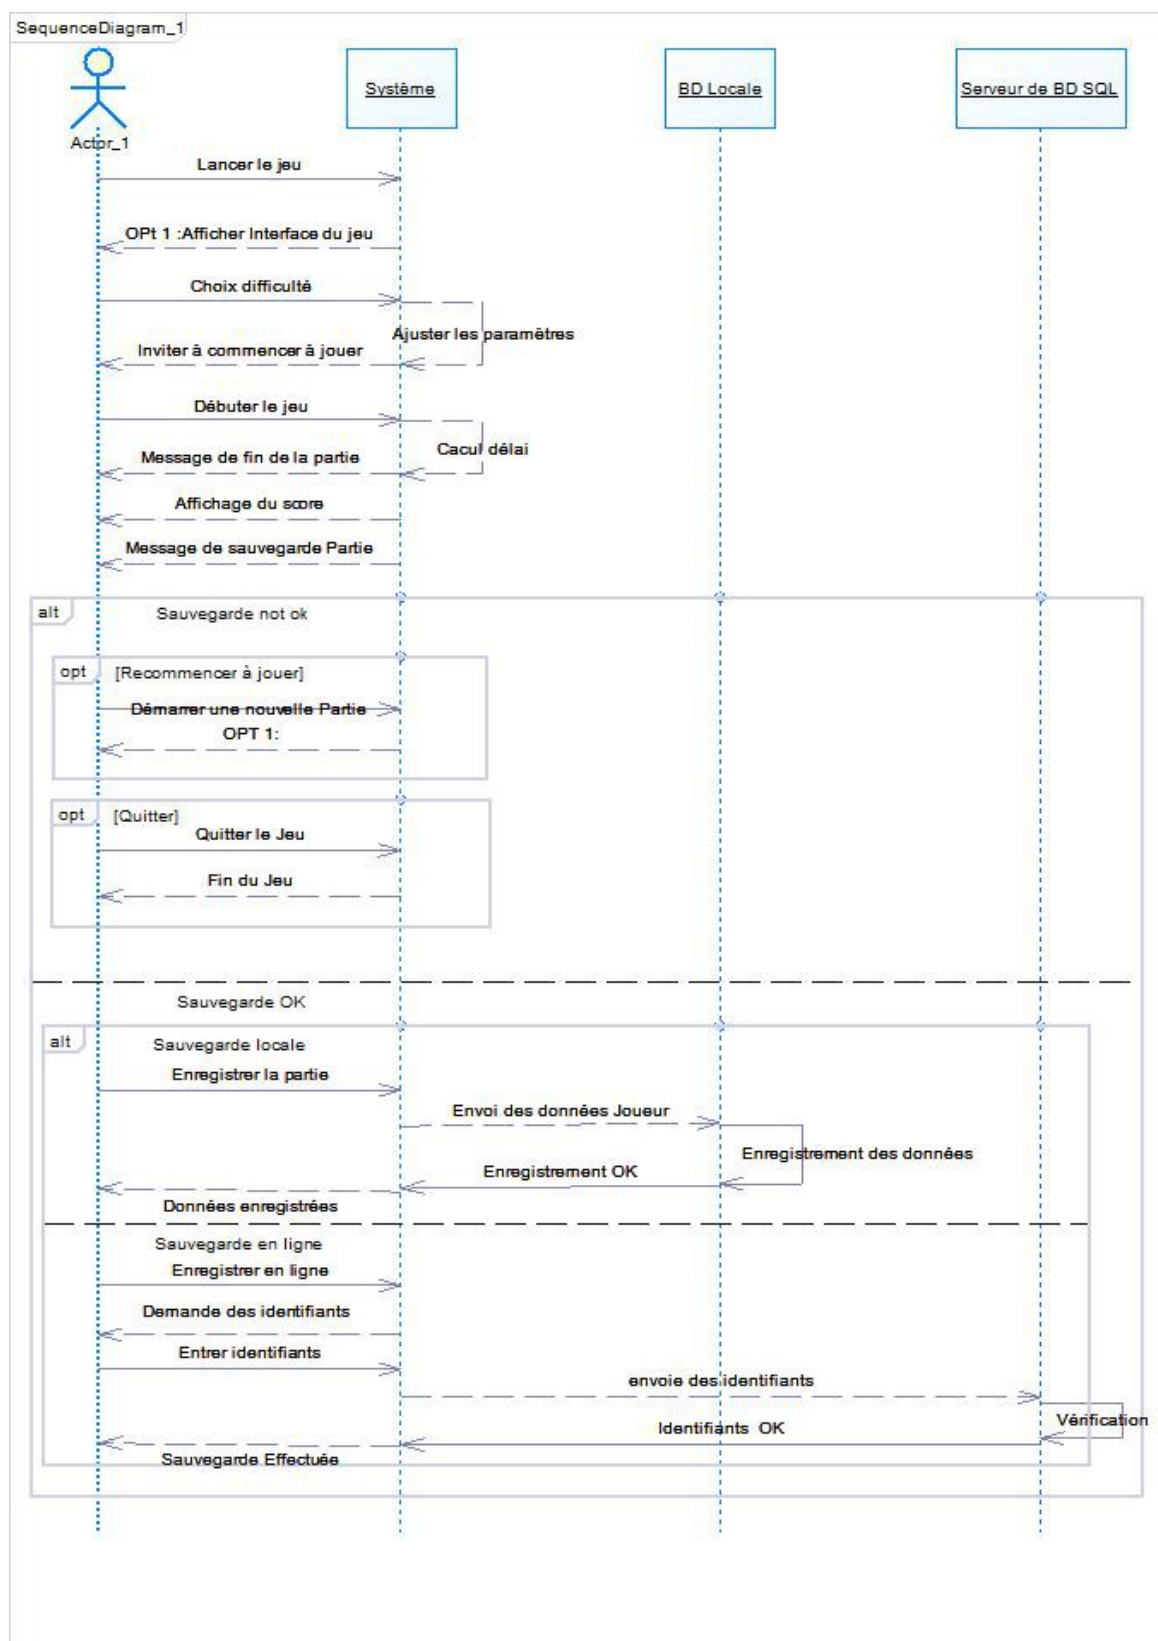 SequenceDiagram_1
Actor_1
Système
BD Locale
Serveur de BD SQL
Lancer le jeu
OPt 1 :Afficher Interface du jeu
Choix difficulté
Ajuster les paramètres
Inviter à commencer à jouer
Débuter le jeu
Cacul délai
Message de fin de la partie
Affichage du score
Message de sauvegarde Partie
alt
Sauvegarde not ok
opt
[Recommencer à jouer]
Démarrer une nouvelle Partie
OPT 1:
opt
[Quitter]
Quitter le Jeu
Fin du Jeu
Sauvegarde OK
alt
Sauvegarde locale
Enregistrer la partie
Envoi des données Joueur
Enregistrement des données
Enregistrement OK
Données enregistrées
Sauvegarde en ligne
Enregistrer en ligne
Demande des identifiants
Entrer identifiants
envoie des identifiants
Vérification
Identifiants OK
Sauvegarde Effectuée